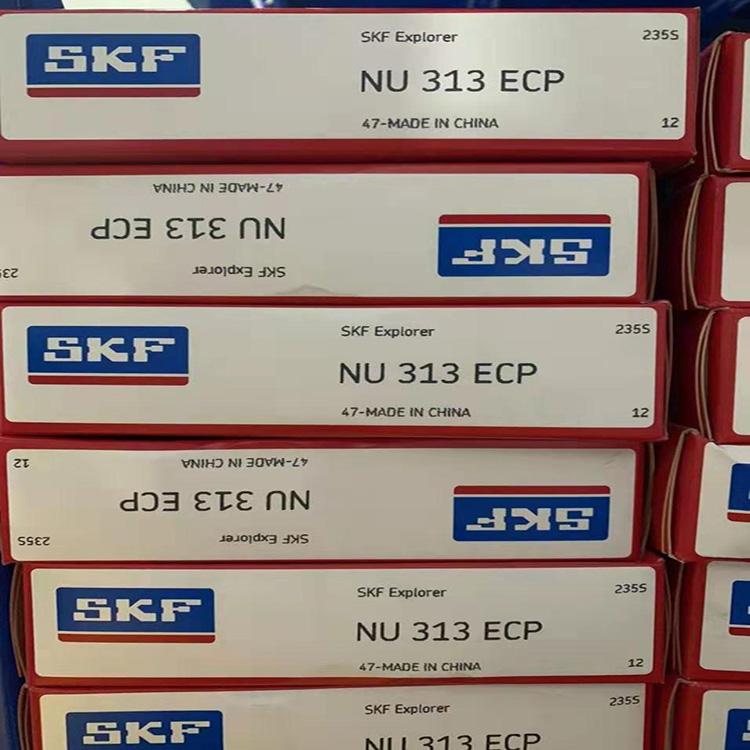 SKF
SKF Explorer 235S
NU 313 ECP
47-MADE IN CHINA 12
47-MADE IN CHINA
NU 313 ECP
SKF Explorer
SKF
SKF
SKF Explorer 235S
NU 313 ECP
47-MADE IN CHINA 12
12 47-MADE IN CHINA
NU 313 ECP
235S SKF Explorer
SKF
SKF
SKF Explorer 235S
NU 313 ECP
47-MADE IN CHINA 12
SKF
SKF Explorer 235S
NU 313 ECP